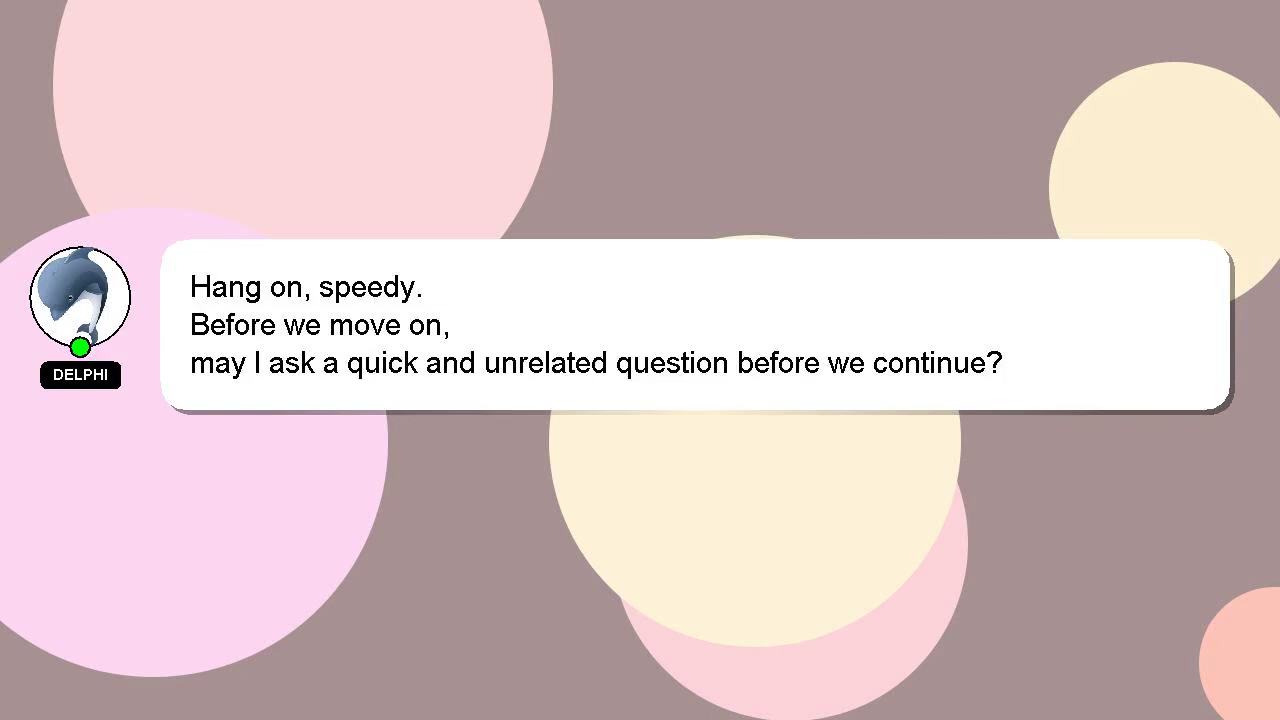 Hang on, speedy.
Before we move on,
may I ask a quick and unrelated question before we continue?
DELPHI